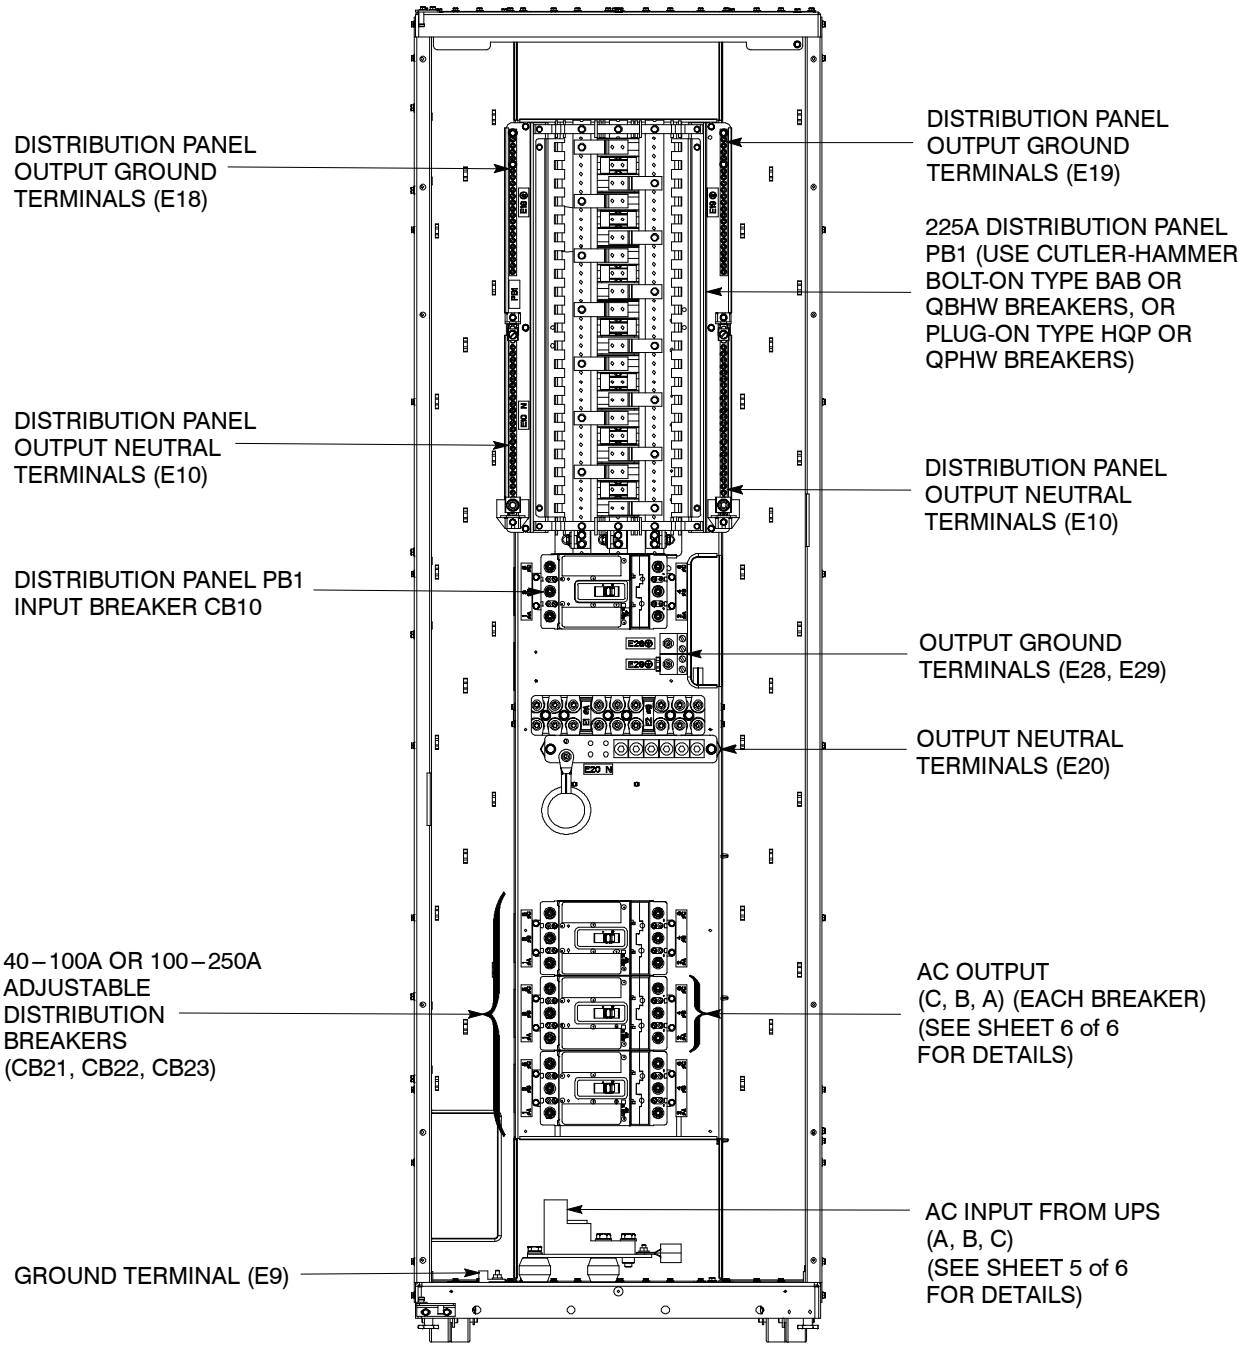 DISTRIBUTION PANEL
OUTPUT GROUND
TERMINALS (E18)
DISTRIBUTION PANEL
OUTPUT NEUTRAL
TERMINALS (E10)
DISTRIBUTION PANEL PB1
INPUT BREAKER CB10
40–100A OR 100–250A
ADJUSTABLE
DISTRIBUTION
BREAKERS
(CB21, CB22, CB23)
GROUND TERMINAL (E9)
PB1
E10 N
E28
E29
E1
E2
E20 N
E19
DISTRIBUTION PANEL
OUTPUT GROUND
TERMINALS (E19)
225A DISTRIBUTION PANEL
PB1 (USE CUTLER-HAMMER
BOLT-ON TYPE BAB OR
QBHW BREAKERS, OR
PLUG-ON TYPE HQP OR
QPHW BREAKERS)
DISTRIBUTION PANEL
OUTPUT NEUTRAL
TERMINALS (E10)
OUTPUT GROUND
TERMINALS (E28, E29)
OUTPUT NEUTRAL
TERMINALS (E20)
AC OUTPUT
(C, B, A) (EACH BREAKER)
(SEE SHEET 6 of 6
FOR DETAILS)
AC INPUT FROM UPS
(A, B, C)
(SEE SHEET 5 of 6
FOR DETAILS)